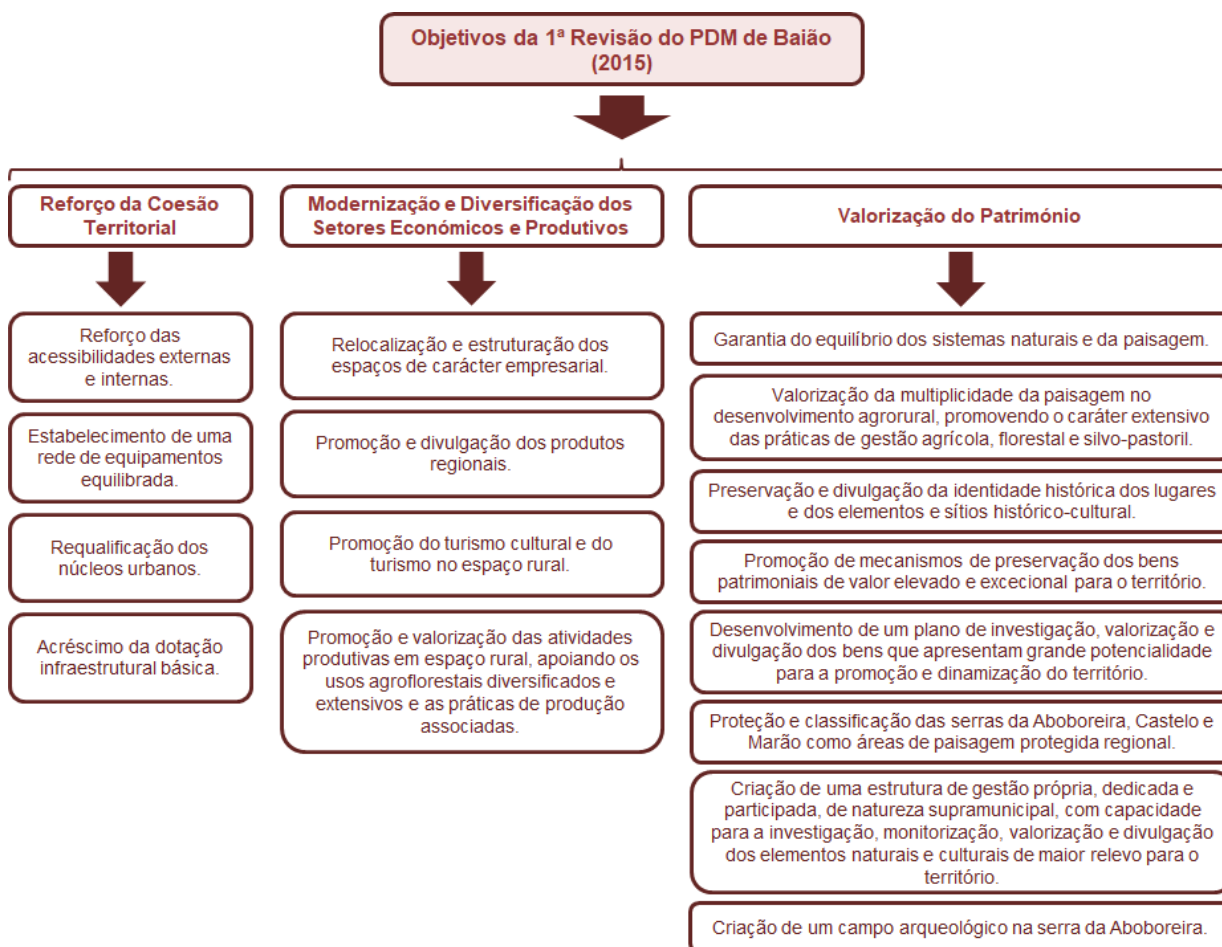 Objetivos da 1ª Revisão do PDM de Baião
(2015)
Reforço da Coesão
Territorial
Reforço das
acessibilidades externas
e internas.
Estabelecimento de uma
rede de equipamentos
equilibrada.
Requalificação dos
núcleos urbanos.
Acréscimo da dotação
infraestrutural básica.
Modernização e Diversificação dos
Setores Económicos e Produtivos
Relocalização e estruturação dos
espaços de carácter empresarial.
Promoção e divulgação dos produtos
regionais.
Promoção do turismo cultural e do
turismo no espaço rural.
Promoção e valorização das atividades
produtivas em espaço rural, apoiando os
usos agroflorestais diversificados e
extensivos e as práticas de produção
associadas.
Valorização do Património
Garantia do equilíbrio dos sistemas naturais e da paisagem.
Valorização da multiplicidade da paisagem no
desenvolvimento agrorural, promovendo o caráter extensivo
das práticas de gestão agrícola, florestal e silvo-pastoril.
Preservação e divulgação da identidade histórica dos lugares
e dos elementos e sítios histórico-cultural.
Promoção de mecanismos de preservação dos bens
patrimoniais de valor elevado e excecional para o território.
Desenvolvimento de um plano de investigação, valorização e
divulgação dos bens que apresentam grande potencialidade
para a promoção e dinamização do território.
Proteção e classificação das serras da Aboboreira, Castelo e
Marão como áreas de paisagem protegida regional.
Criação de uma estrutura de gestão própria, dedicada e
participada, de natureza supramunicipal, com capacidade
para a investigação, monitorização, valorização e divulgação
dos elementos naturais e culturais de maior relevo para o
território.
Criação de um campo arqueológico na serra da Aboboreira.